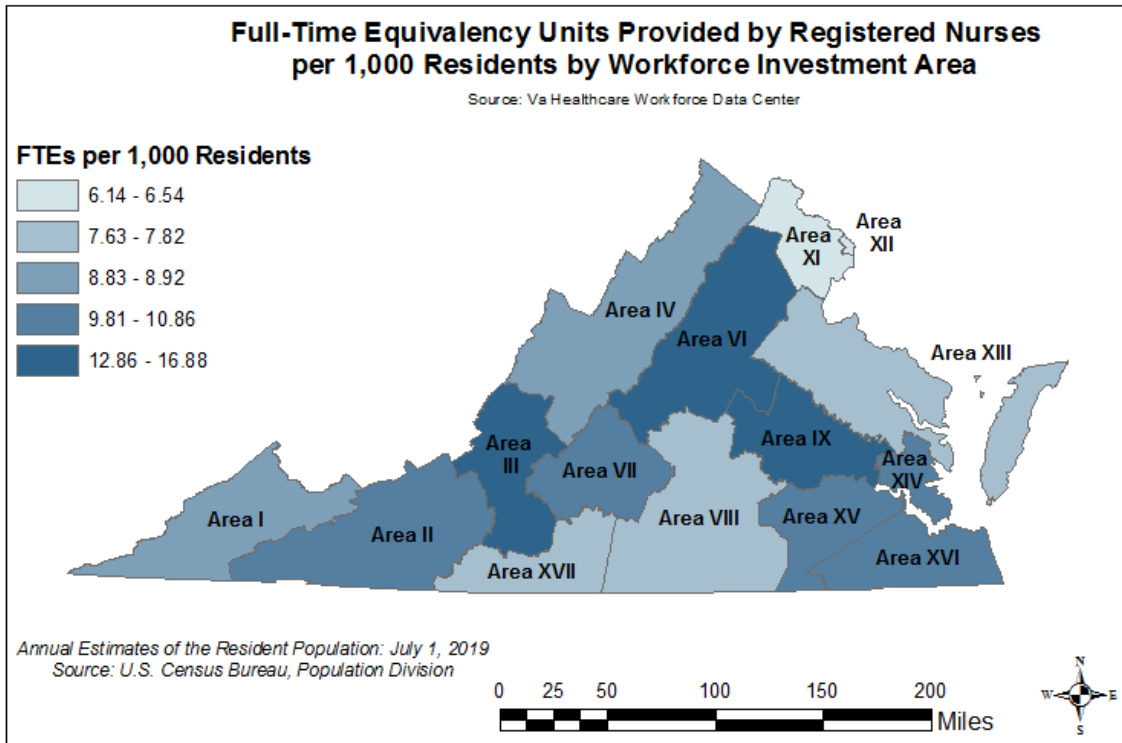 Full-Time Equivalency Units Provided by Registered Nurses
per 1,000 Residents by Workforce Investment Area
Source: Va Healthcare Workforce Data Center
FTEs per 1,000 Residents
6.14 - 6.54
7.63 - 7.82
8.83 - 8.92
9.81 - 10.86
12.86 - 16.88
Area
XII
Area
XI
Area IV
Area VI
Area XIII
Area
III
Area IX
Area VII
Area
XIV
Area I
Area II
Area VIII
Area XV
Area XVI
Area XVII
Annual Estimates of the Resident Population: July 1, 2019
Source: U.S. Census Bureau, Population Division
0 25 50 100 150 200
Miles
N
W E
S